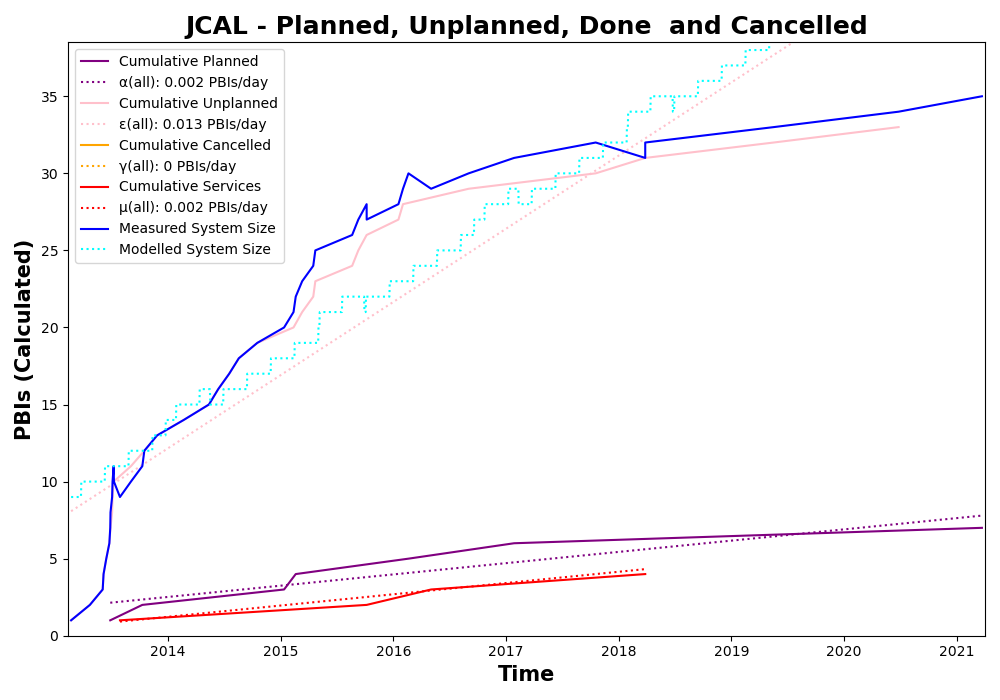 JCAL - Planned, Unplanned, Done  and Cancelled
Cumulative Planned
α(all): 0.002 PBIs/day
Cumulative Unplanned
ε(all): 0.013 PBIs/day
Cumulative Cancelled
γ(all): 0 PBIs/day
Cumulative Services
μ(all): 0.002 PBIs/day
Measured System Size
Modelled System Size
PBIs (Calculated)
35
30
25
20
15
10
5
0
2014 2015 2016 2017 2018 2019 2020 2021
Time